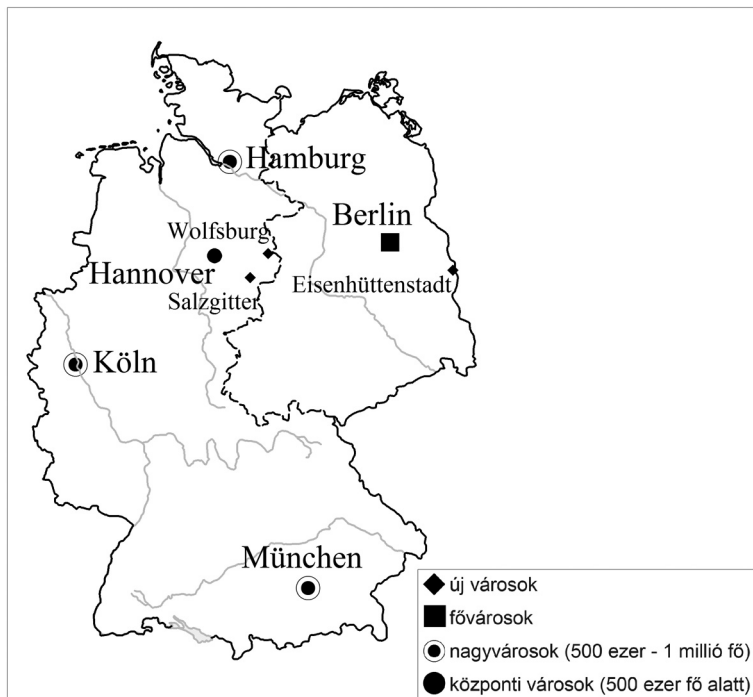 Hamburg
Berlin
Wolfsburg
Hannover
Eisenhüttenstadt
Salzgitter
Köln
München
új városok
fővárosok
nagyvárosok (500 ezer - 1 millió fő)
központi városok (500 ezer fő alatt)